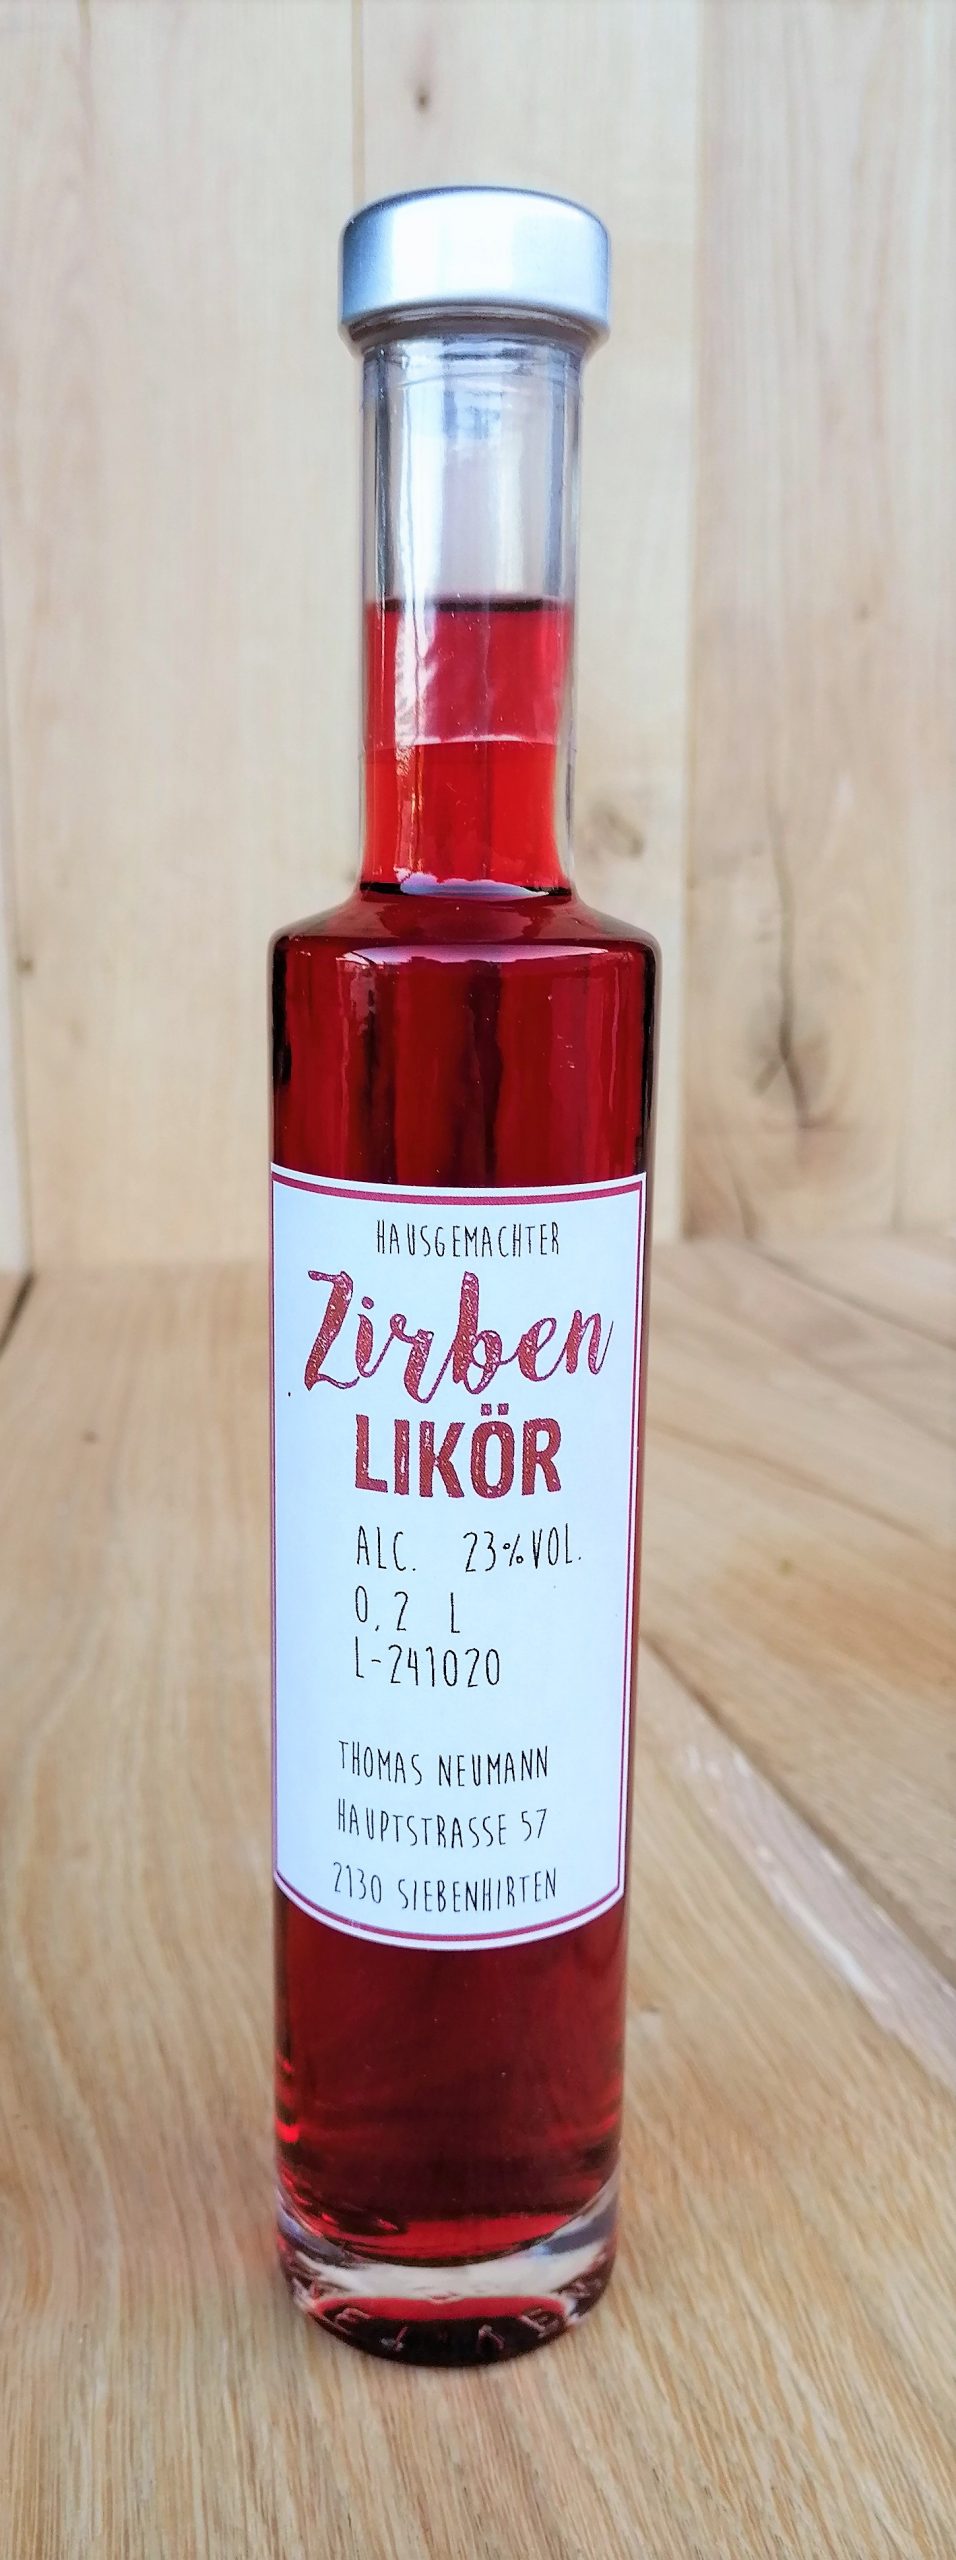 HAUSGEMACHTER
Zirben
LIKÖR
ALC. 23%VOL.
0,2 L
L-241020
THOMAS NEUMANN
HAUPTSTRASSE 57
2130 SIEBENHIRTEN